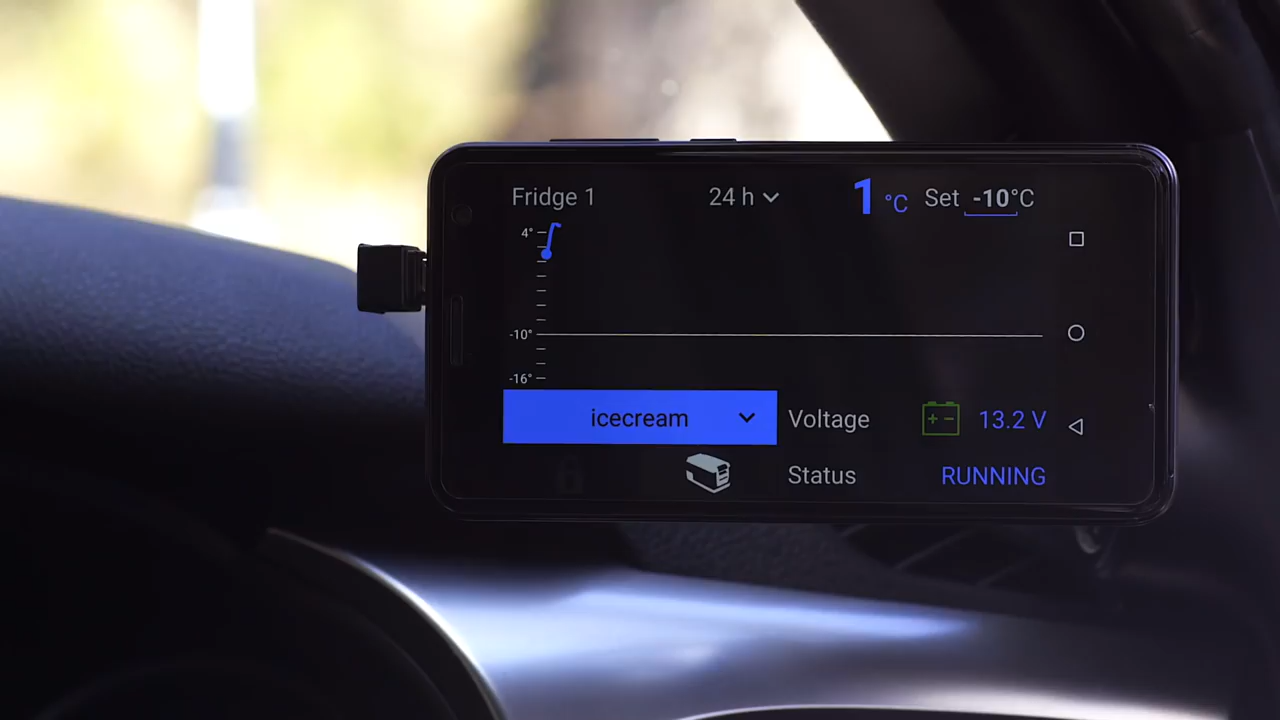 Fridge 1 24 h 1 °C Set -10°C
4°
-10°
-16°
icecream Voltage 13.2 V
Status RUNNING